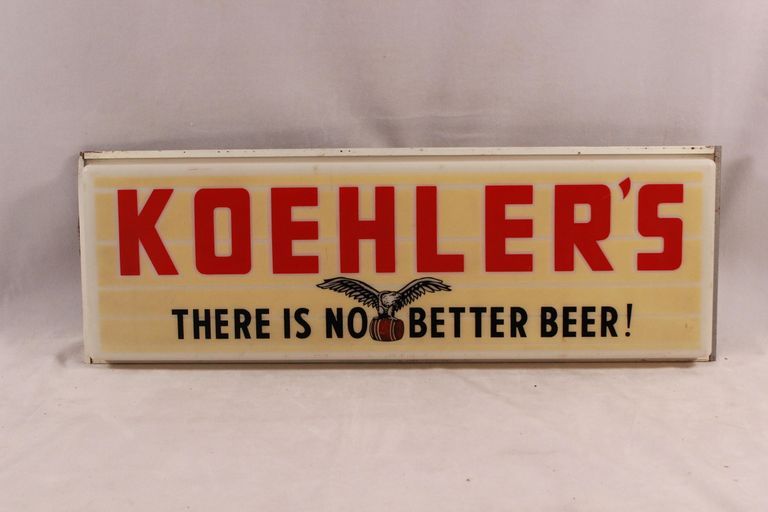 KOEHLER'S
THERE IS NO BETTER BEER!